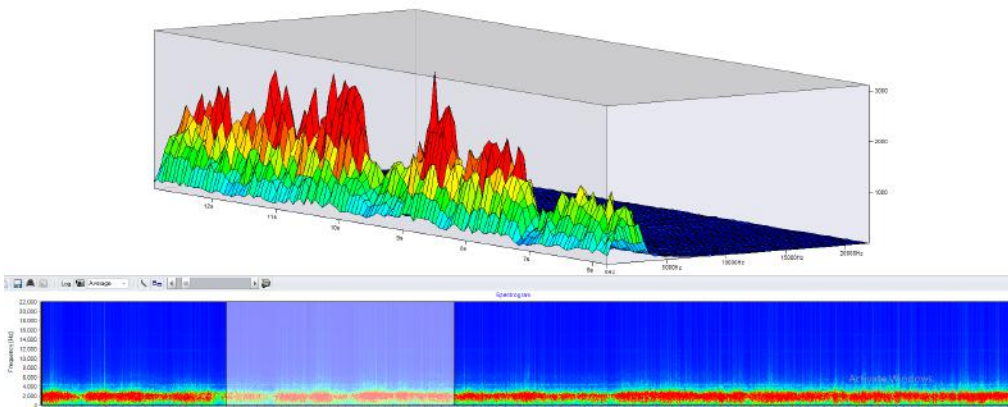 3000
2000
1000
12s
11s
10s
9s
8s
7s
6s
5000Hz
10000Hz
15000Hz
20000Hz
Log
Average
Spectrogram
Frequency [Hz]
22,000
20,000
18,000
16,000
14,000
12,000
10,000
8,000
6,000
4,000
2,000
Activate Windows